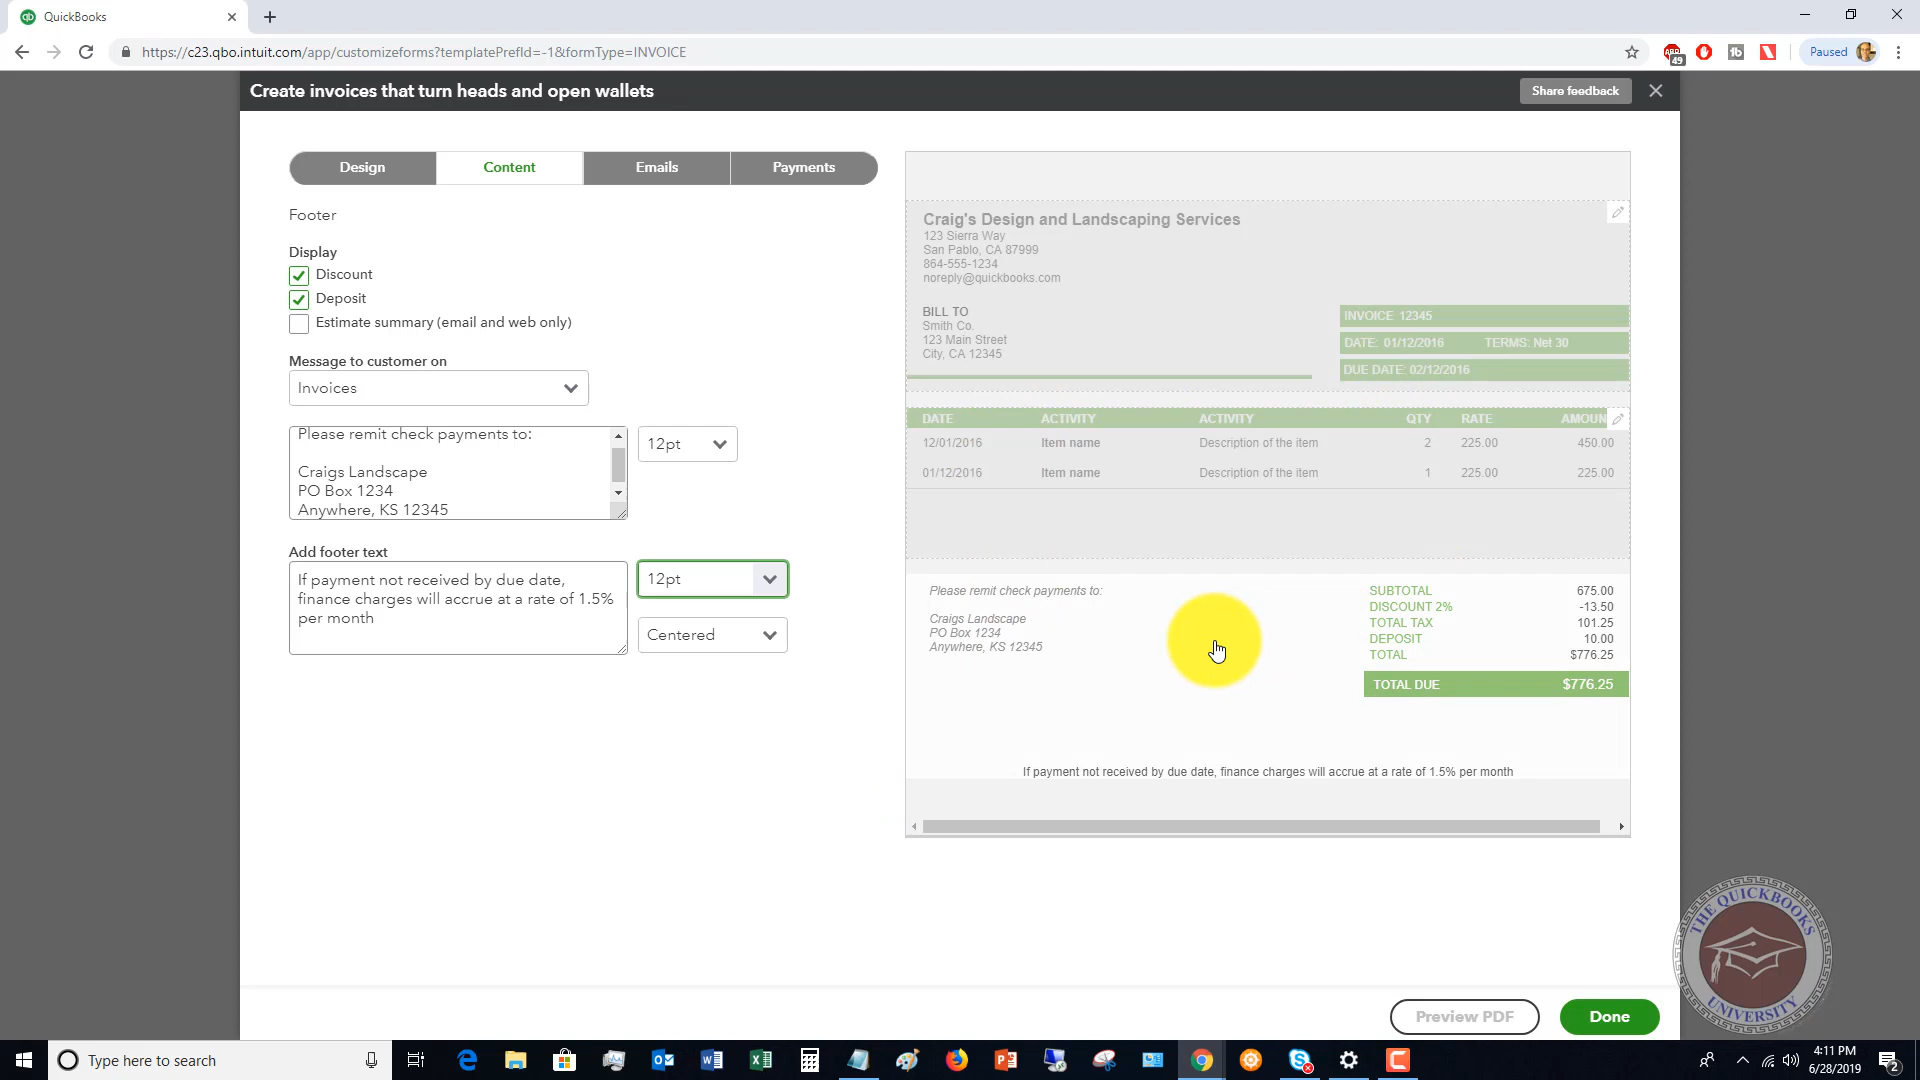 QuickBooks
https://c23.qbo.intuit.com/app/customizeforms?templatePrefId=-1&formType=INVOICE
49
Paused
Create invoices that turn heads and open wallets
Share feedback
Design
Content
Emails
Payments
Footer
Display
Discount
Deposit
Estimate summary (email and web only)
Message to customer on
Invoices
Please remit check payments to:
Craigs Landscape
PO Box 1234
Anywhere, KS 12345
12pt
Add footer text
If payment not received by due date,
finance charges will accrue at a rate of 1.5%
per month
12pt
Centered
Craig's Design and Landscaping Services
123 Sierra Way
San Pablo, CA 87999
864-555-1234
noreply@quickbooks.com
BILL TO
Smith Co.
123 Main Street
City, CA 12345
INVOICE 12345
DATE: 01/12/2016 TERMS: Net 30
DUE DATE: 02/12/2016
DATE ACTIVITY ACTIVITY QTY RATE AMOUN
12/01/2016 Item name Description of the item 2 225.00 450.00
01/12/2016 Item name Description of the item 1 225.00 225.00
Please remit check payments to:
Craigs Landscape
PO Box 1234
Anywhere, KS 12345
SUBTOTAL 675.00
DISCOUNT 2% -13.50
TOTAL TAX 101.25
DEPOSIT 10.00
TOTAL $776.25
TOTAL DUE $776.25
If payment not received by due date, finance charges will accrue at a rate of 1.5% per month
Preview PDF
Done
THE QUICKBOOKS
UNIVERSITY
Type here to search
4:11 PM
6/28/2019
2